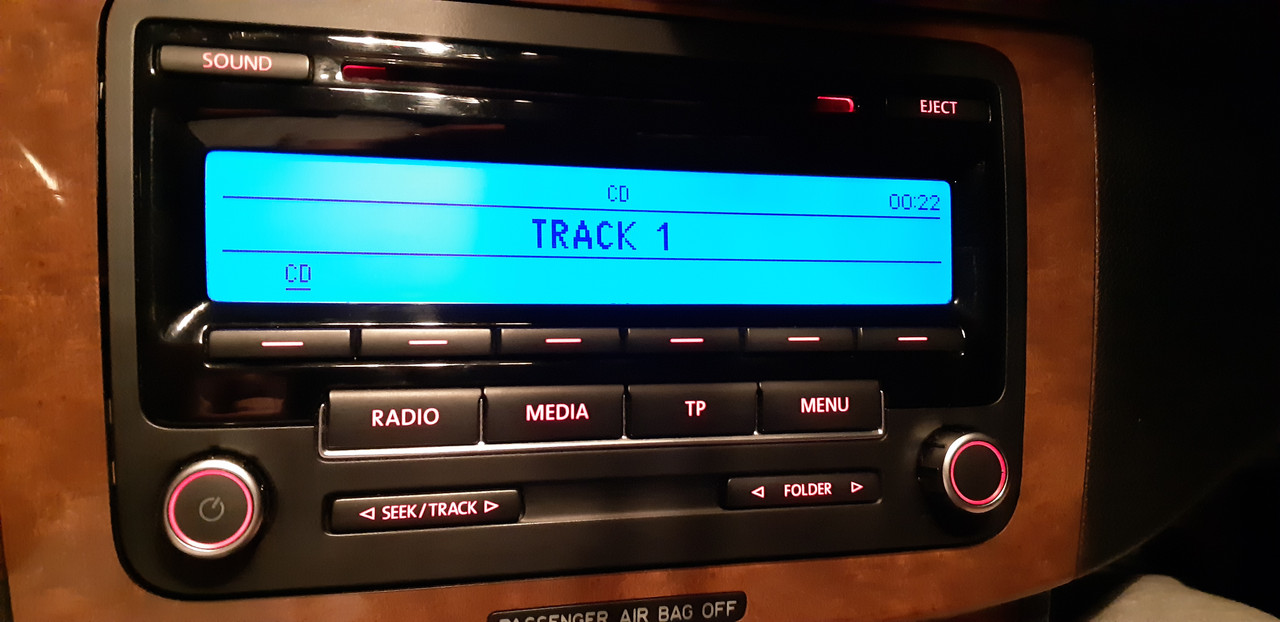 SOUND
EJECT
CD
00:22
TRACK 1
CD
RADIO MEDIA TP MENU
SEEK/TRACK
FOLDER
PASSENGER AIR BAG OFF